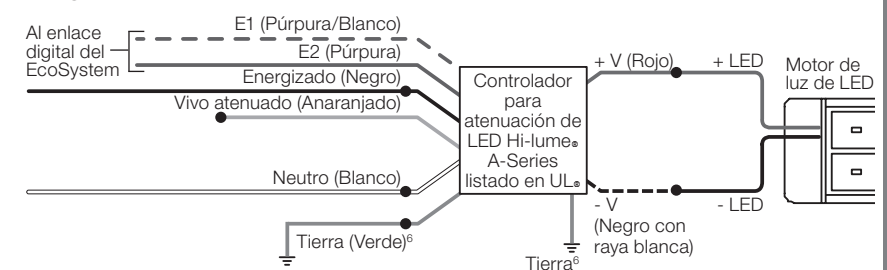 Al enlace
digital del
EcoSystem
E1 (Púrpura/Blanco)
E2 (Púrpura)
Energizado (Negro)
Vivo atenuado (Anaranjado)
Neutro (Blanco)
Tierra (Verde)⁶
Controlador
para
atenuación de
LED Hi-lume®
A-Series
listado en UL®
Tierra⁶
+ V (Rojo)
+ LED
- V
(Negro con
raya blanca)
- LED
Motor de
luz de LED